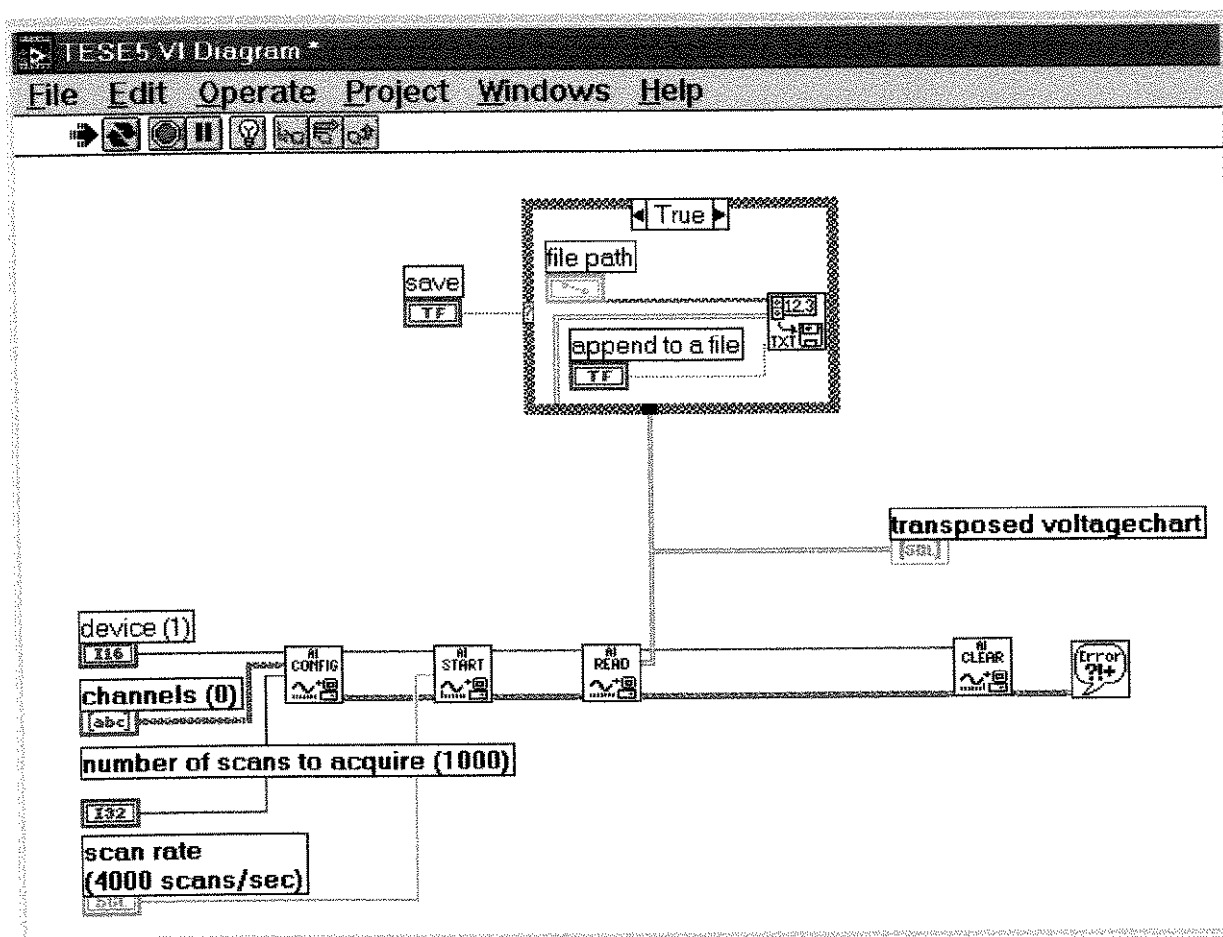 TESE5.VI Diagram *
File Edit Operate Project Windows Help
True
file path
save
TF
12.3
TXT
append to a file
TF
transposed voltagechart
[SGL]
device (1)
I16
AI
CONFIG
AI
START
AI
READ
AI
CLEAR
Error
?!+
channels (0)
[abc]
number of scans to acquire (1000)
I32
scan rate
(4000 scans/sec)
SGL